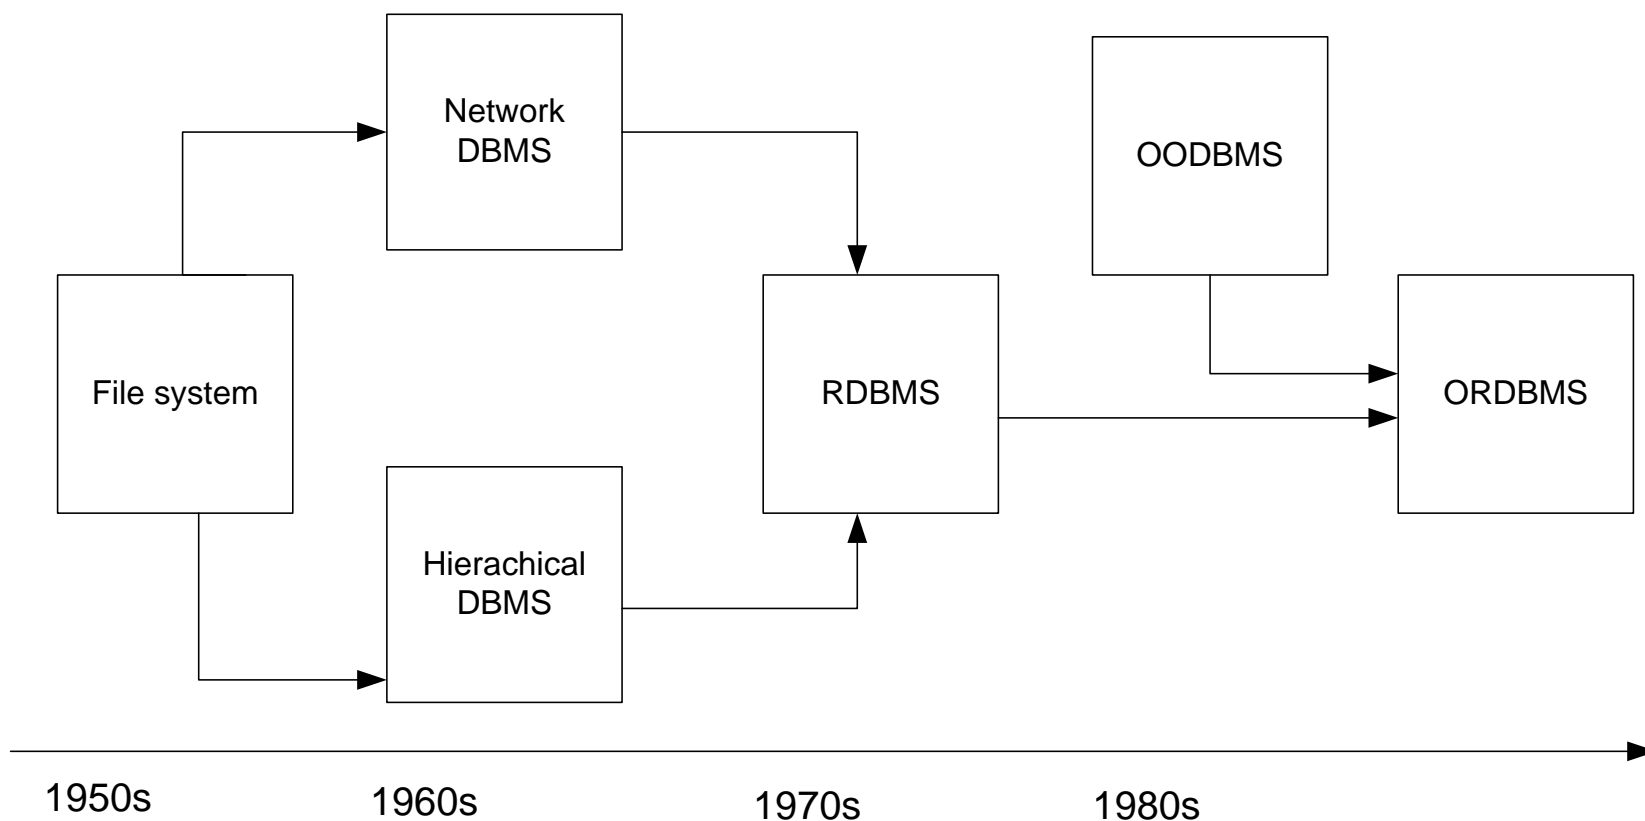 Network
DBMS
OODBMS
File system
RDBMS
ORDBMS
Hierachical
DBMS
1950s
1960s
1970s
1980s